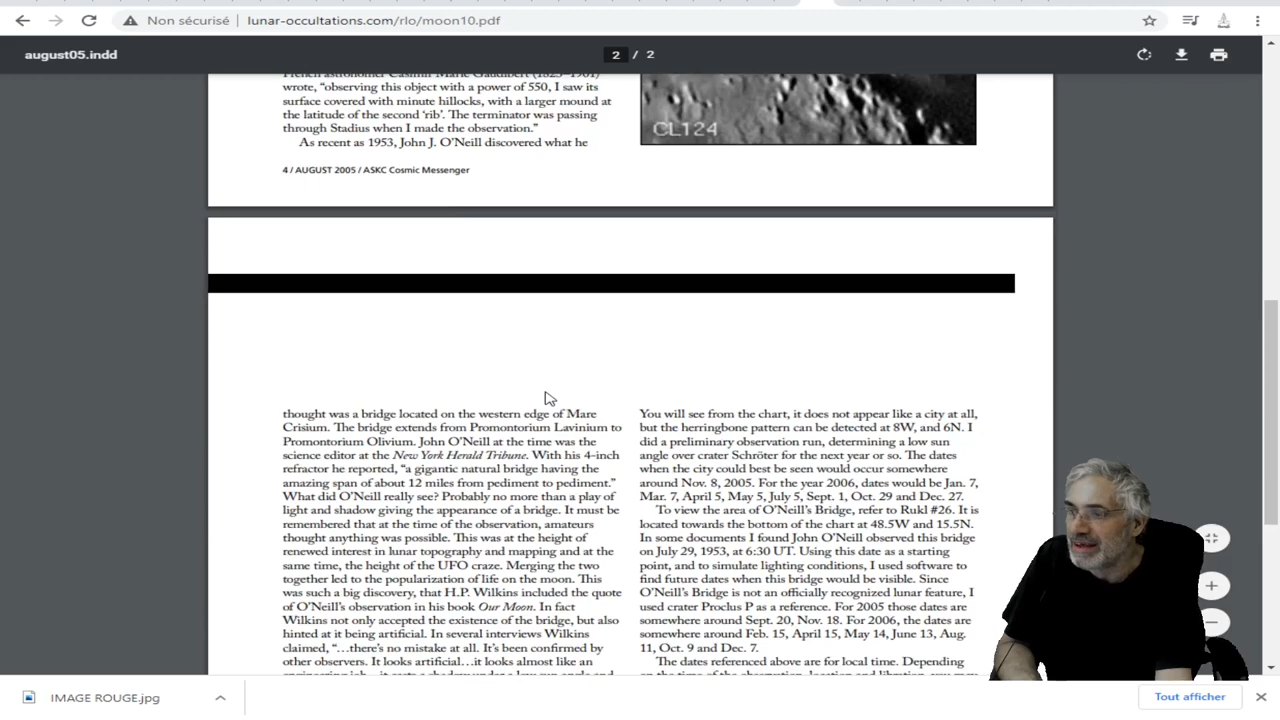 Non sécurisé
lunar-occultations.com/rlo/moon10.pdf
august05.indd
2 / 2
French astronomer Casimir Marie Gaudibert (1823–1901)
wrote, “observing this object with a power of 550, I saw its
surface covered with minute hillocks, with a larger mound at
the latitude of the second ‘rib’. The terminator was passing
through Stadius when I made the observation.”
As recent as 1953, John J. O’Neill discovered what he
4 / AUGUST 2005 / ASKC Cosmic Messenger
CL124
thought was a bridge located on the western edge of Mare
Crisium. The bridge extends from Promontorium Lavinium to
Promontorium Olivium. John O’Neill at the time was the
science editor at the New York Herald Tribune. With his 4-inch
refractor he reported, “a gigantic natural bridge having the
amazing span of about 12 miles from pediment to pediment.”
What did O’Neill really see? Probably no more than a play of
light and shadow giving the appearance of a bridge. It must be
remembered that at the time of the observation, amateurs
thought anything was possible. This was at the height of
renewed interest in lunar topography and mapping and at the
same time, the height of the UFO craze. Merging the two
together led to the popularization of life on the moon. This
was such a big discovery, that H.P. Wilkins included the quote
of O’Neill’s observation in his book Our Moon. In fact
Wilkins not only accepted the existence of the bridge, but also
hinted at it being artificial. In several interviews Wilkins
claimed, “…there’s no mistake at all. It’s been confirmed by
other observers. It looks artificial…it looks almost like an
You will see from the chart, it does not appear like a city at all,
but the herringbone pattern can be detected at 8W, and 6N. I
did a preliminary observation run, determining a low sun
angle over crater Schröter for the next year or so. The dates
when the city could best be seen would occur somewhere
around Nov. 8, 2005. For the year 2006, dates would be Jan. 7,
Mar. 7, April 5, May 5, July 5, Sept. 1, Oct. 29 and Dec. 27.
To view the area of O’Neill’s Bridge, refer to Rukl #26. It is
located towards the bottom of the chart at 48.5W and 15.5N.
In some documents I found John O’Neill observed this bridge
on July 29, 1953, at 6:30 UT. Using this date as a starting
point, and to simulate lighting conditions, I used software to
find future dates when this bridge would be visible. Since
O’Neill’s Bridge is not an officially recognized lunar feature, I
used crater Proclus P as a reference. For 2005 those dates are
somewhere around Sept. 20, Nov. 18. For 2006, the dates are
somewhere around Feb. 15, April 15, May 14, June 13, Aug.
11, Oct. 9 and Dec. 7.
The dates referenced above are for local time. Depending
IMAGE ROUGE.jpg
Tout afficher